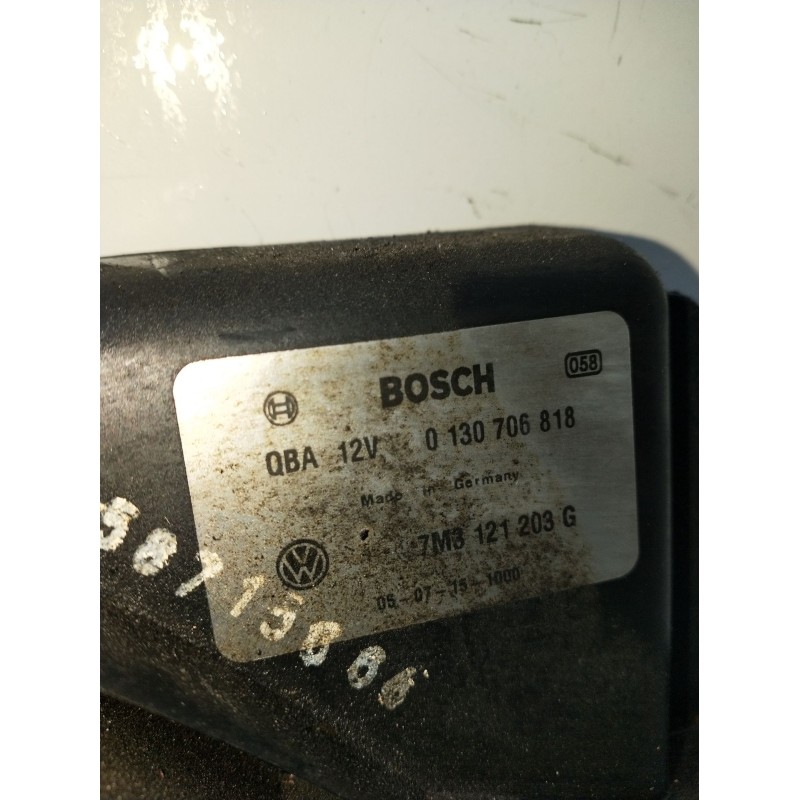 BOSCH
058
QBA 12V 0 130 706 818
Made in Germany
7M3 121 203 G
05-07-15-1000